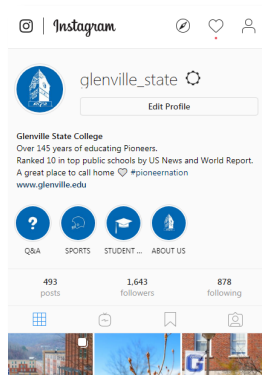 Instagram
glenville_state
Edit Profile
Glenville State College
Over 145 years of educating Pioneers.
Ranked 10 in top public schools by US News and World Report.
A great place to call home ♡ #pioneernation
www.glenville.edu
?
Q&A SPORTS STUDENT ... ABOUT US
493 1,643 878
posts followers following
G